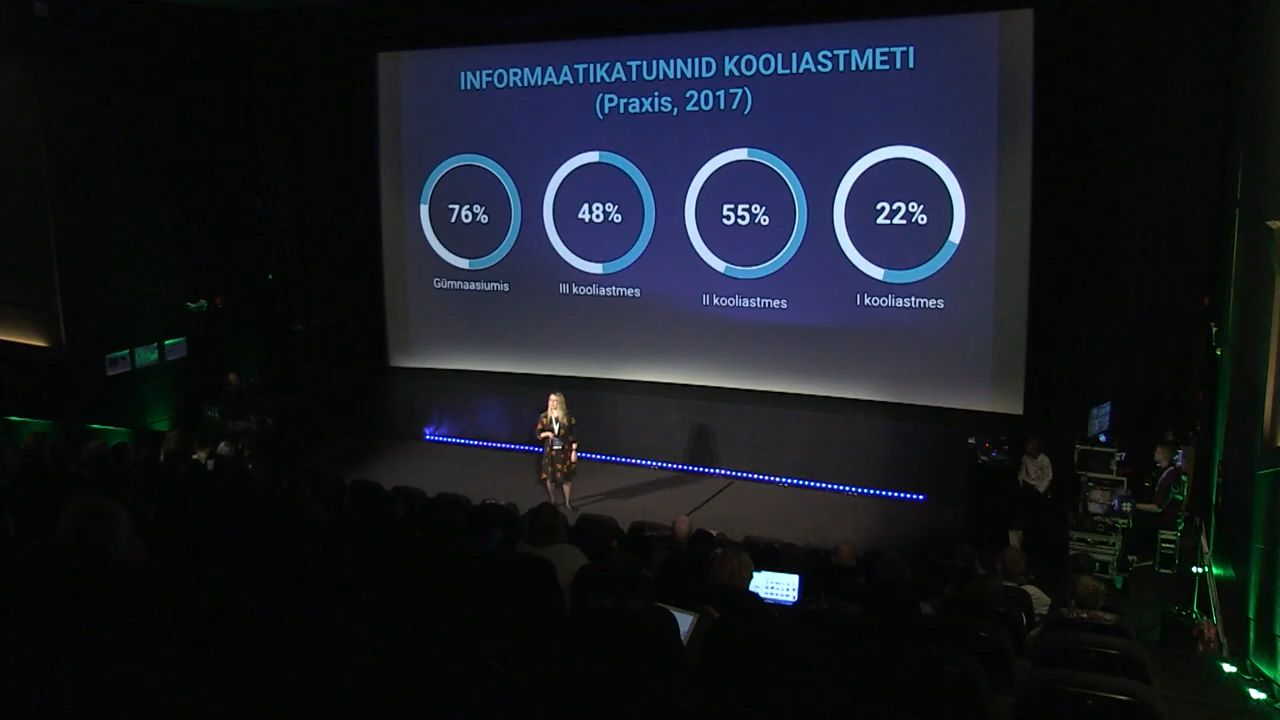 INFORMAATIKATUNNID KOOLIASTMETI
(Praxis, 2017)
76%
48%
55%
22%
Gümnaasiumis
III kooliastmes
II kooliastmes
I kooliastmes